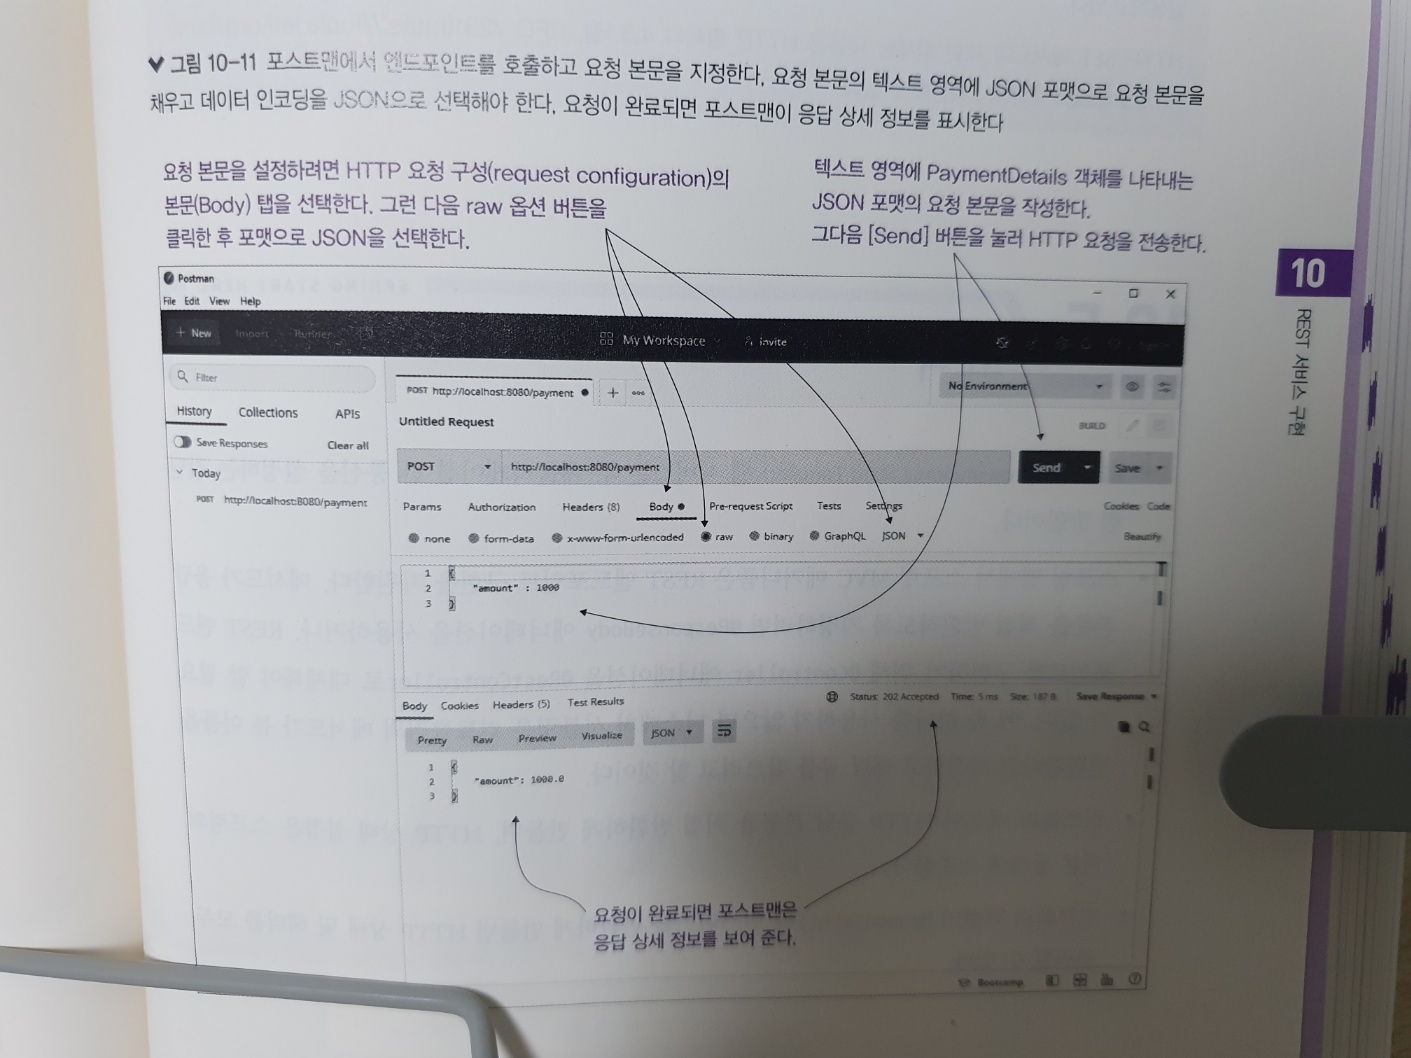 그림 10-11 포스트맨에서 엔드포인트를 호출하고 요청 본문을 지정한다. 요청 본문의 텍스트 영역에 JSON 포맷으로 요청 본문을
채우고 데이터 인코딩을 JSON으로 선택해야 한다. 요청이 완료되면 포스트맨이 응답 상세 정보를 표시한다
요청 본문을 설정하려면 HTTP 요청 구성(request configuration)의
본문(Body) 탭을 선택한다. 그런 다음 raw 옵션 버튼을
클릭한 후 포맷으로 JSON을 선택한다.
텍스트 영역에 PaymentDetails 객체를 나타내는
JSON 포맷의 요청 본문을 작성한다.
그다음 [Send] 버튼을 눌러 HTTP 요청을 전송한다.
10
REST 서비스 구현
Postman
File Edit View Help
+ New Import Runner
My Workspace
Invite
Filter
History Collections APIs
Save Responses Clear all
Today
POST http://localhost:8080/payment
POST http://localhost:8080/payment
No Environment
Untitled Request
BUILD
POST http://localhost:8080/payment
Send Save
Params Authorization Headers (8) Body Pre-request Script Tests Settings Cookies Code
none form-data x-www-form-urlencoded raw binary GraphQL JSON Beautify
1 {
2 "amount" : 1000
3 }
Body Cookies Headers (5) Test Results
Status: 202 Accepted Time: 5 ms Size: 187 B Save Response
Pretty Raw Preview Visualize JSON
1 {
2 "amount": 1000.0
3 }
요청이 완료되면 포스트맨은
응답 상세 정보를 보여 준다.
Bootcamp